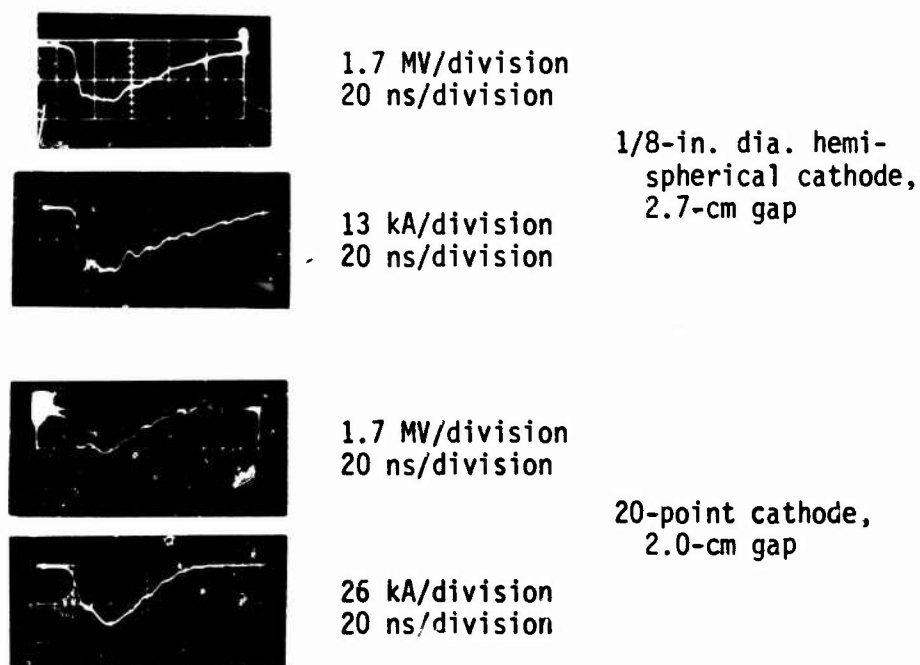 1.7 MV/division
20 ns/division
1/8-in. dia. hemi-
spherical cathode,
2.7-cm gap
13 kA/division
20 ns/division
1.7 MV/division
20 ns/division
20-point cathode,
2.0-cm gap
26 kA/division
20 ns/division